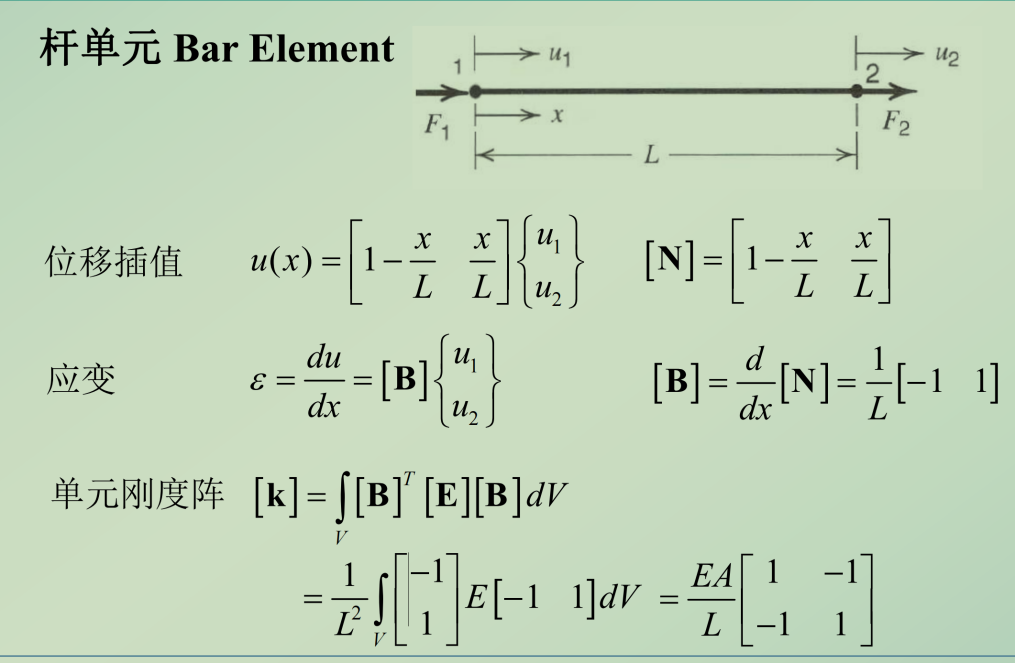 杆单元 Bar Element
1 u₁ 2 u₂
F₁ x F₂
L
位移插值 u(x) = [1 − x/L  x/L] {u₁ u₂} [N] = [1 − x/L  x/L]
应变 ε = du/dx = [B] {u₁ u₂} [B] = d/dx [N] = 1/L [−1 1]
单元刚度阵 [k] = ∫_V [B]^T [E][B] dV
= 1/L² ∫_V [−1; 1] E [−1 1] dV = EA/L [1 −1; −1 1]